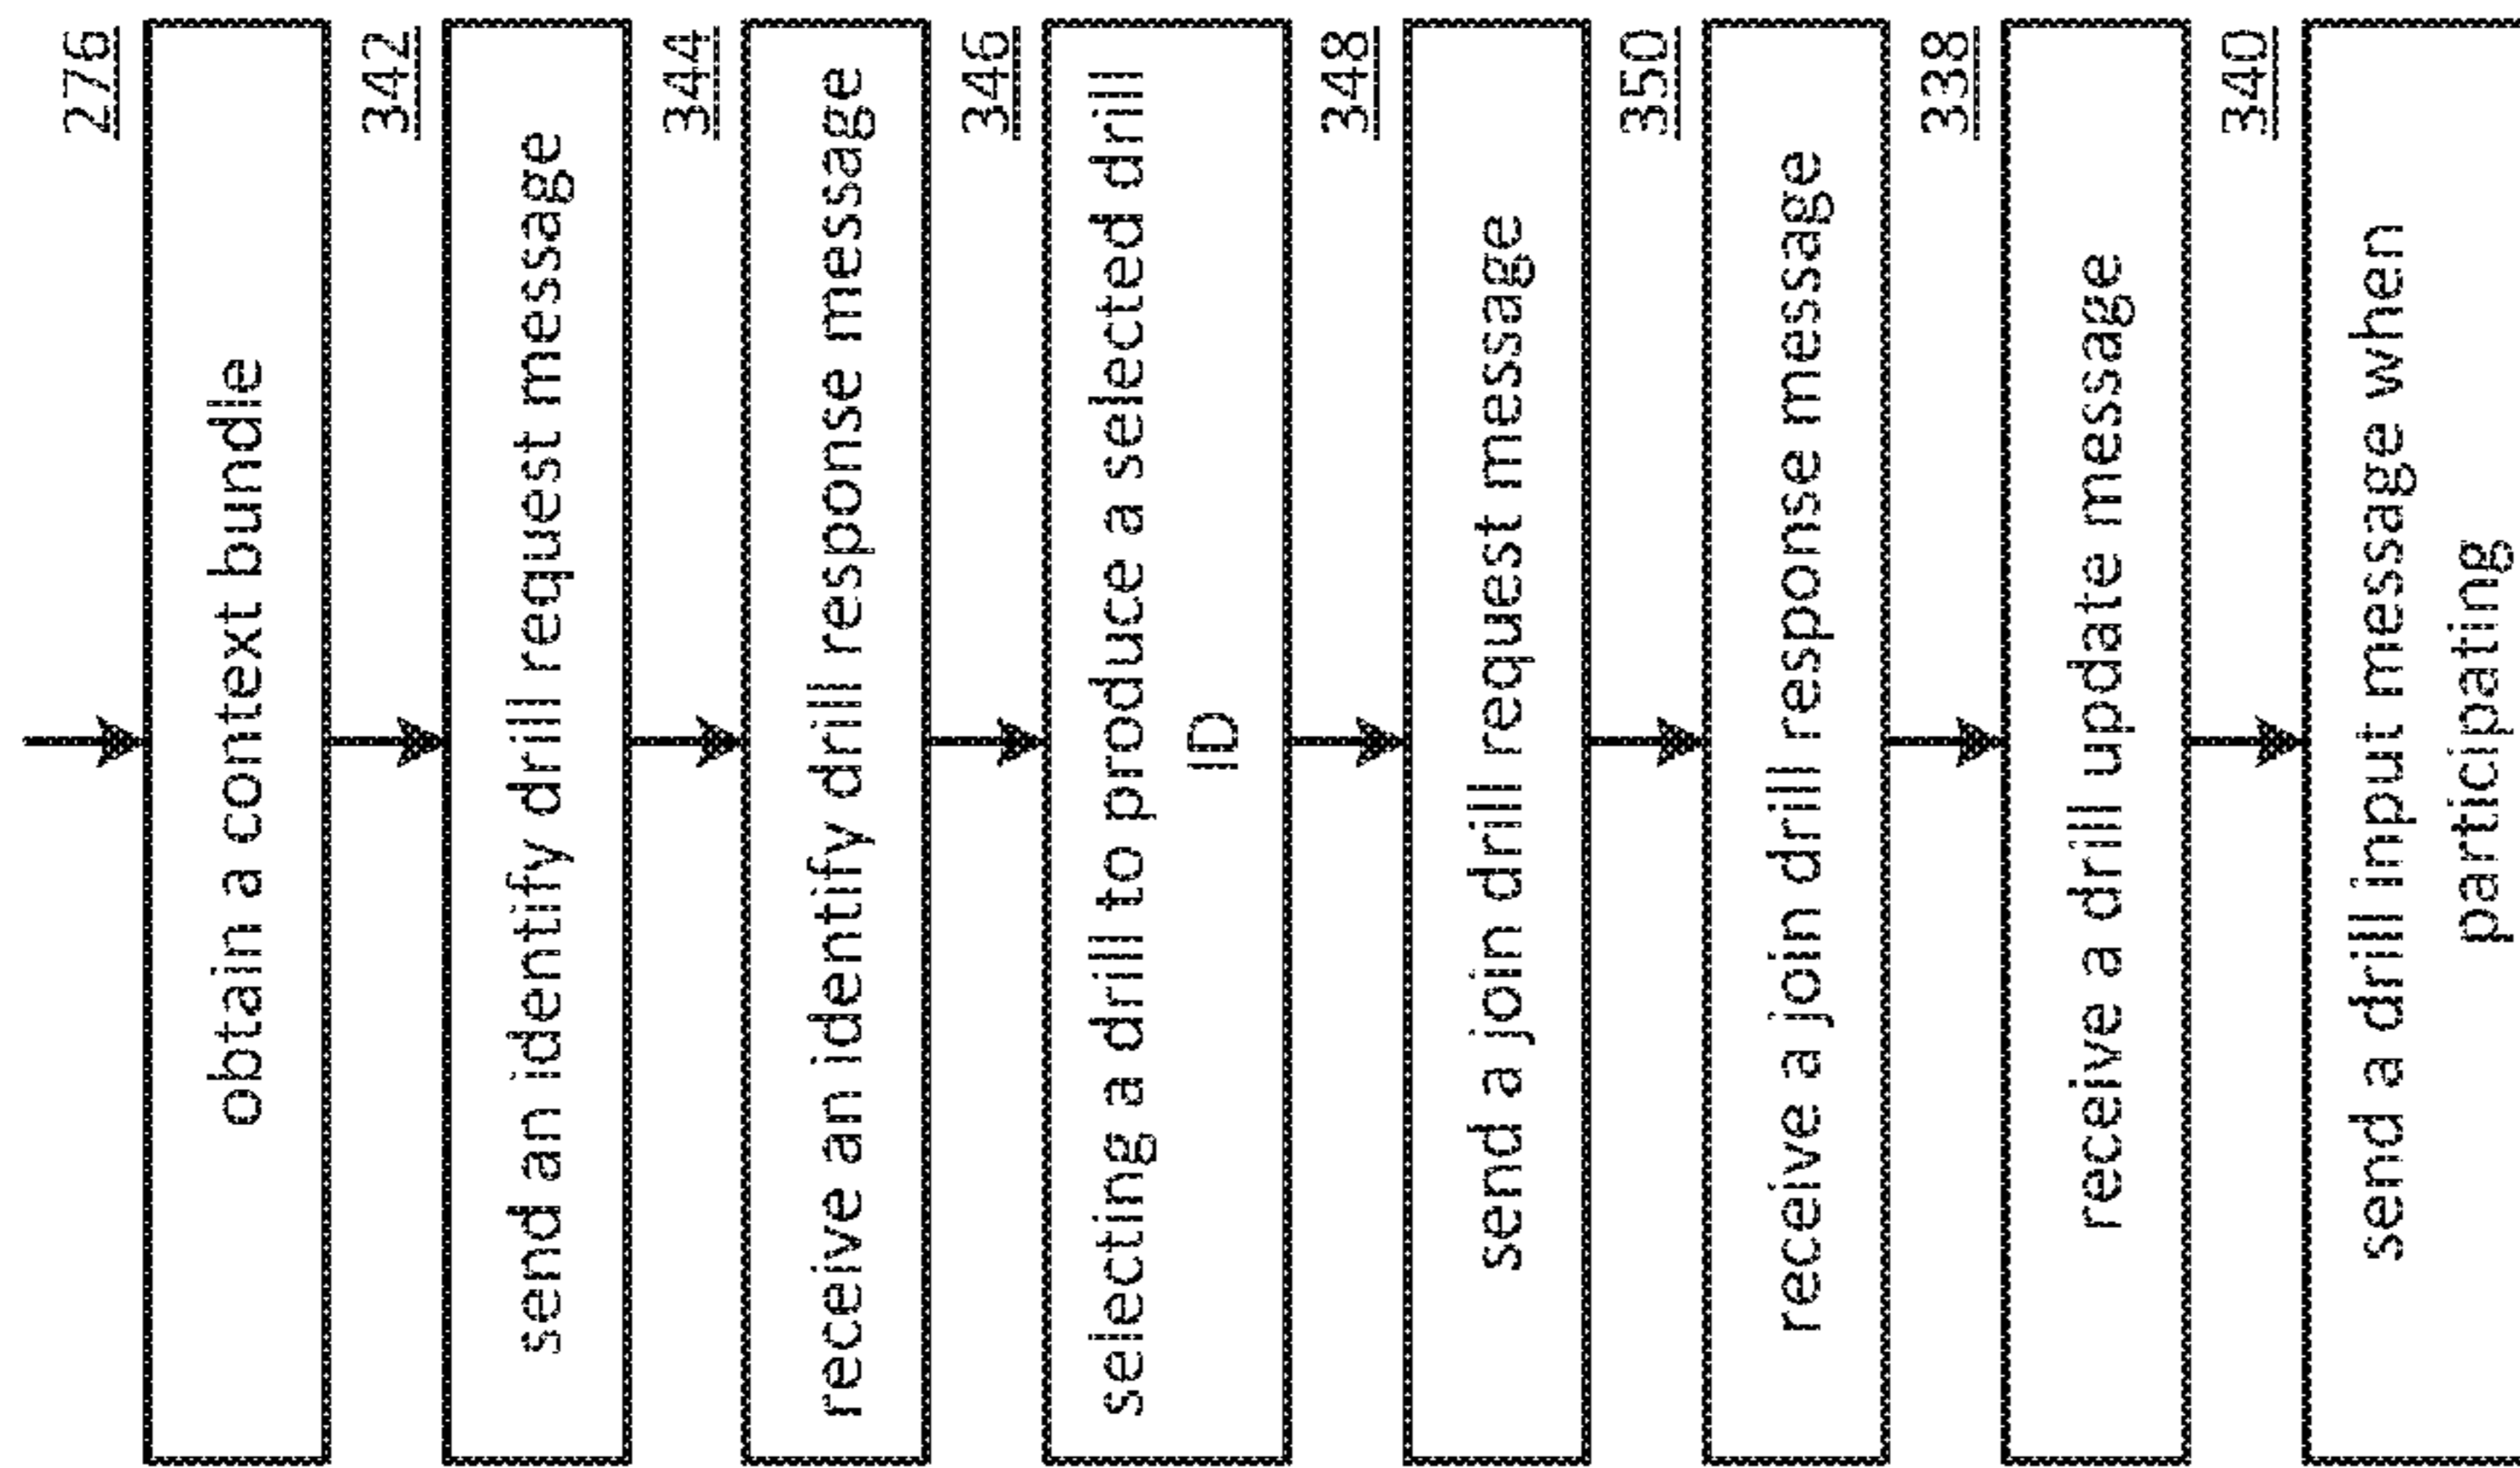 276
obtain a context bundle
342
send an identify drill request message
344
receive an identify drill response message
346
selecting a drill to produce a selected drill
ID
348
send a join drill request message
350
receive a join drill response message
338
receive a drill update message
340
send a drill input message when
participating